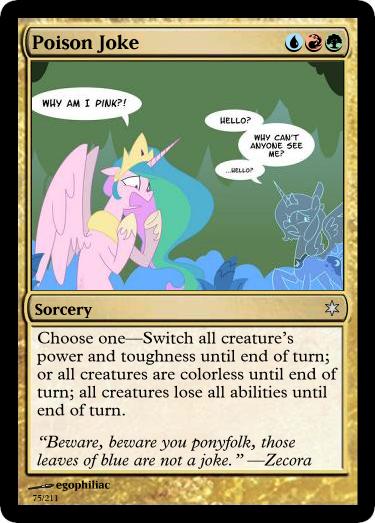 Poison Joke
WHY AM I PINK?!
HELLO?
WHY CAN'T
ANYONE SEE
ME?
...HELLO?
Sorcery
Choose one—Switch all creature's
power and toughness until end of turn;
or all creatures are colorless until end of
turn; all creatures lose all abilities until
end of turn.
“Beware, beware you ponyfolk, those
leaves of blue are not a joke.” —Zecora
egophiliac
75/211